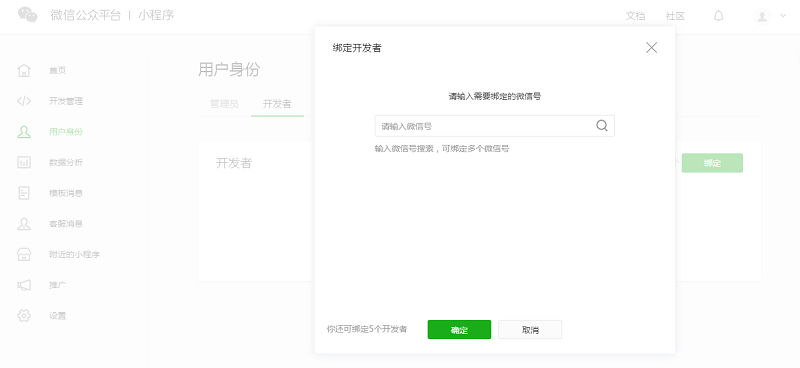 微信公众平台 | 小程序
文档 社区
绑定开发者
请输入需要绑定的微信号
请输入微信号
输入微信号搜索，可绑定多个微信号
你还可绑定5个开发者
确定
取消
首页
开发管理
用户身份
数据分析
模板消息
客服消息
附近的小程序
推广
设置
用户身份
管理员
开发者
开发者
绑定